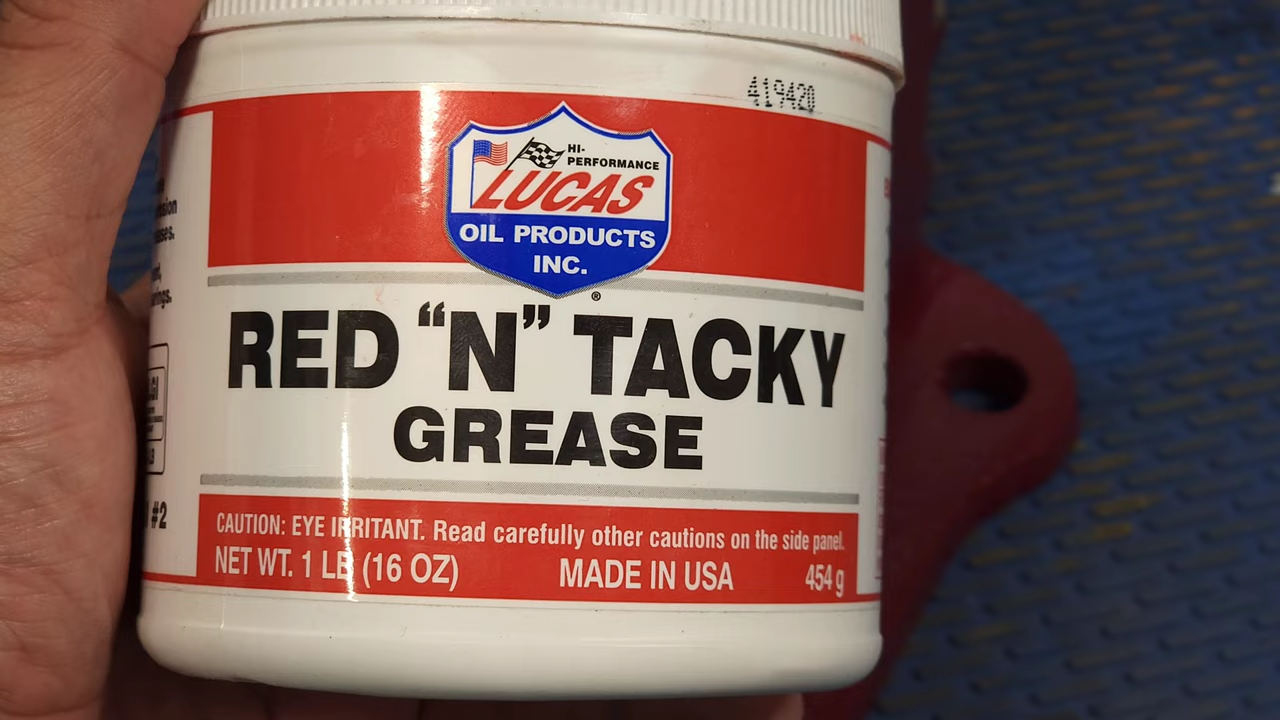 419420
HI-
PERFORMANCE
LUCAS
OIL PRODUCTS
INC.
®
RED “N” TACKY
GREASE
CAUTION: EYE IRRITANT. Read carefully other cautions on the side panel.
NET WT. 1 LB (16 OZ) MADE IN USA 454 g
#2